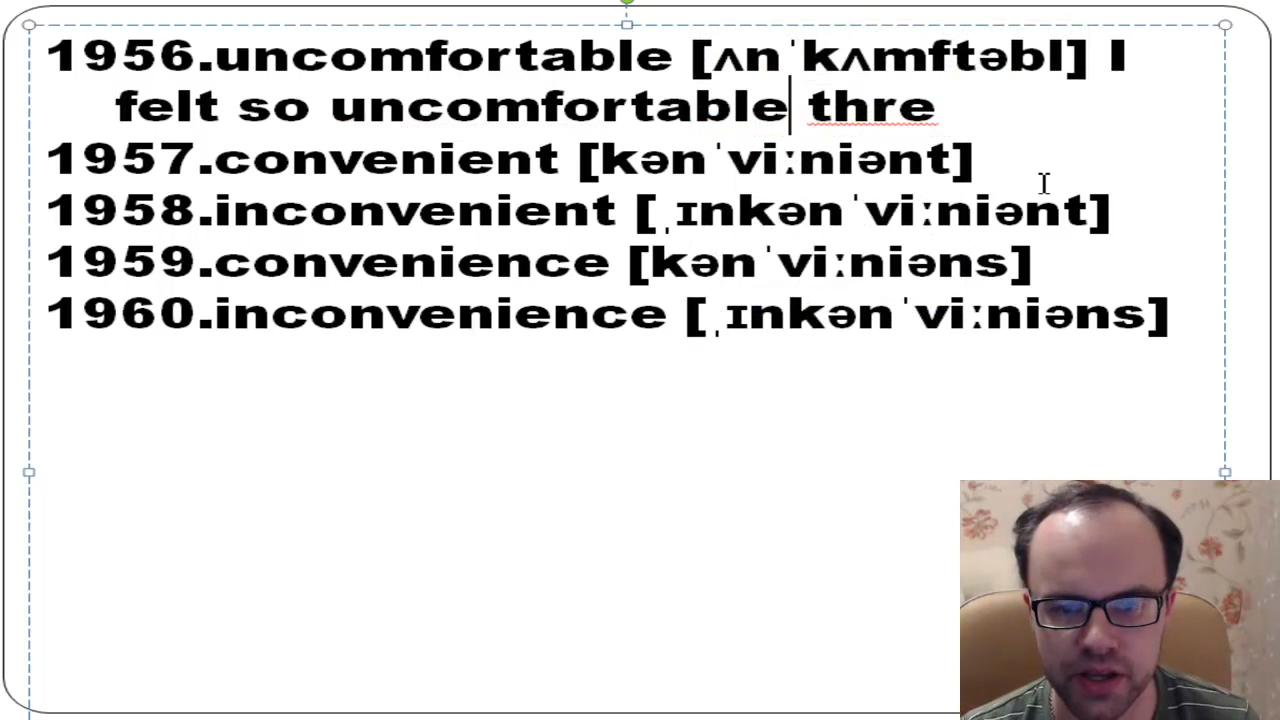 1956.uncomfortable [ʌnˈkʌmftəbl] I
felt so uncomfortable thre
1957.convenient [kənˈviːniənt]
1958.inconvenient [ˌɪnkənˈviːniənt]
1959.convenience [kənˈviːniəns]
1960.inconvenience [ˌɪnkənˈviːniəns]